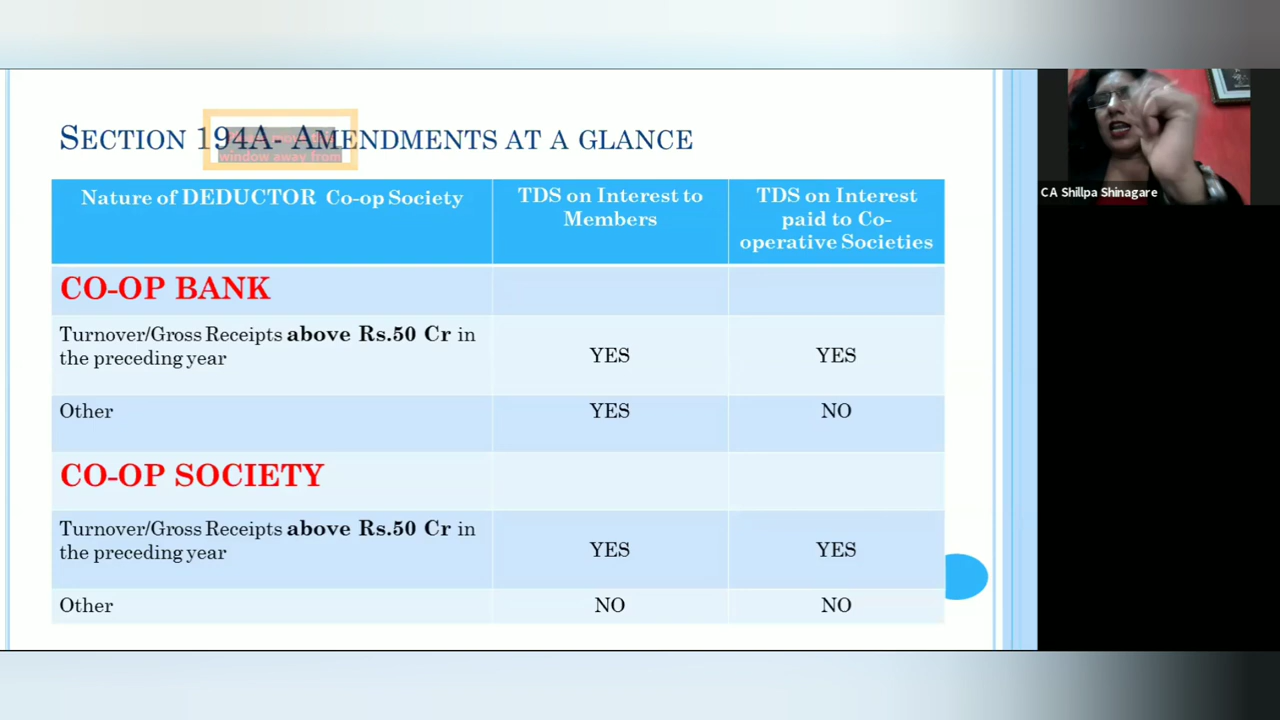 SECTION 194A- AMENDMENTS AT A GLANCE
window away from
Nature of DEDUCTOR Co-op Society
TDS on Interest to
Members
TDS on Interest
paid to Co-
operative Societies
CO-OP BANK
Turnover/Gross Receipts above Rs.50 Cr in
the preceding year
YES
YES
Other
YES
NO
CO-OP SOCIETY
Turnover/Gross Receipts above Rs.50 Cr in
the preceding year
YES
YES
Other
NO
NO
CA Shillpa Shinagare